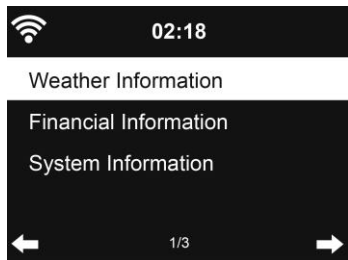 02:18
Weather Information
Financial Information
System Information
1/3